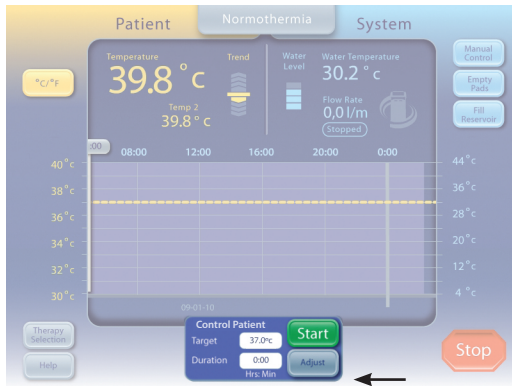 Patient
Normothermia
System
°C/°F
Temperature
39.8 °c
Trend
Temp 2
39.8° c
Water
Level
Water Temperature
30.2 ° c
Flow Rate
0,0 l/m
Stopped
Manual
Control
Empty
Pads
Fill
Reservoir
:00
08:00
12:00
16:00
20:00
0:00
40°c
38°c
36°c
34°c
32°c
30°c
44°c
36°c
28°c
20°c
12°c
4 °c
09-01-10
Therapy
Selection
Help
Control Patient
Target
37.0°c
Start
Duration
0:00
Adjust
Hrs: Min
Stop